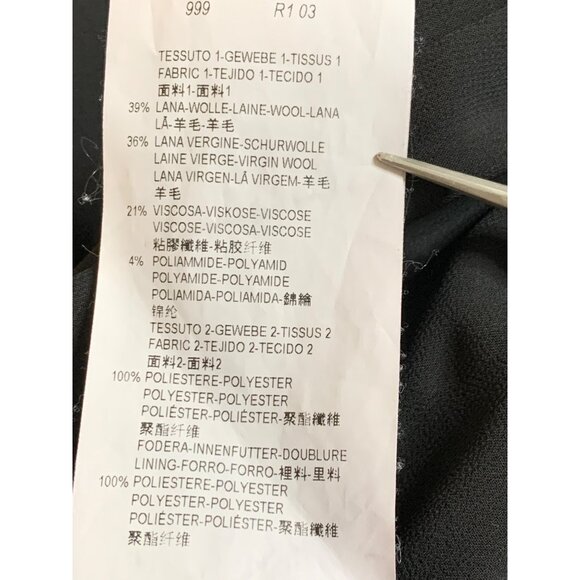 999 R1 03
TESSUTO 1-GEWEBE 1-TISSUS 1
FABRIC 1-TEJIDO 1-TECIDO 1
面料1-面料1
39% LANA-WOLLE-LAINE-WOOL-LANA
LÃ-羊毛-羊毛
36% LANA VERGINE-SCHURWOLLE
LAINE VIERGE-VIRGIN WOOL
LANA VIRGEN-LÃ VIRGEM-羊毛
羊毛
21% VISCOSA-VISKOSE-VISCOSE
VISCOSE-VISCOSA-VISCOSE
粘膠纖維-粘胶纤维
4% POLIAMMIDE-POLYAMID
POLYAMIDE-POLYAMIDE
POLIAMIDA-POLIAMIDA-錦綸
锦纶
TESSUTO 2-GEWEBE 2-TISSUS 2
FABRIC 2-TEJIDO 2-TECIDO 2
面料2-面料2
100% POLIESTERE-POLYESTER
POLYESTER-POLYESTER
POLIÉSTER-POLIÉSTER-聚酯纖維
聚酯纤维
FODERA-INNENFUTTER-DOUBLURE
LINING-FORRO-FORRO-裡料-里料
100% POLIESTERE-POLYESTER
POLYESTER-POLYESTER
POLIÉSTER-POLIÉSTER-聚酯纖維
聚酯纤维